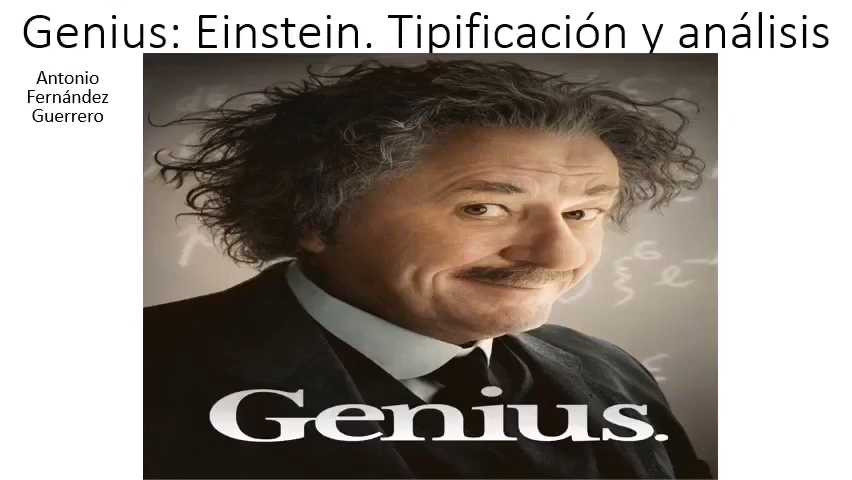 Genius: Einstein. Tipificación y análisis
Antonio
Fernández
Guerrero
Genius.